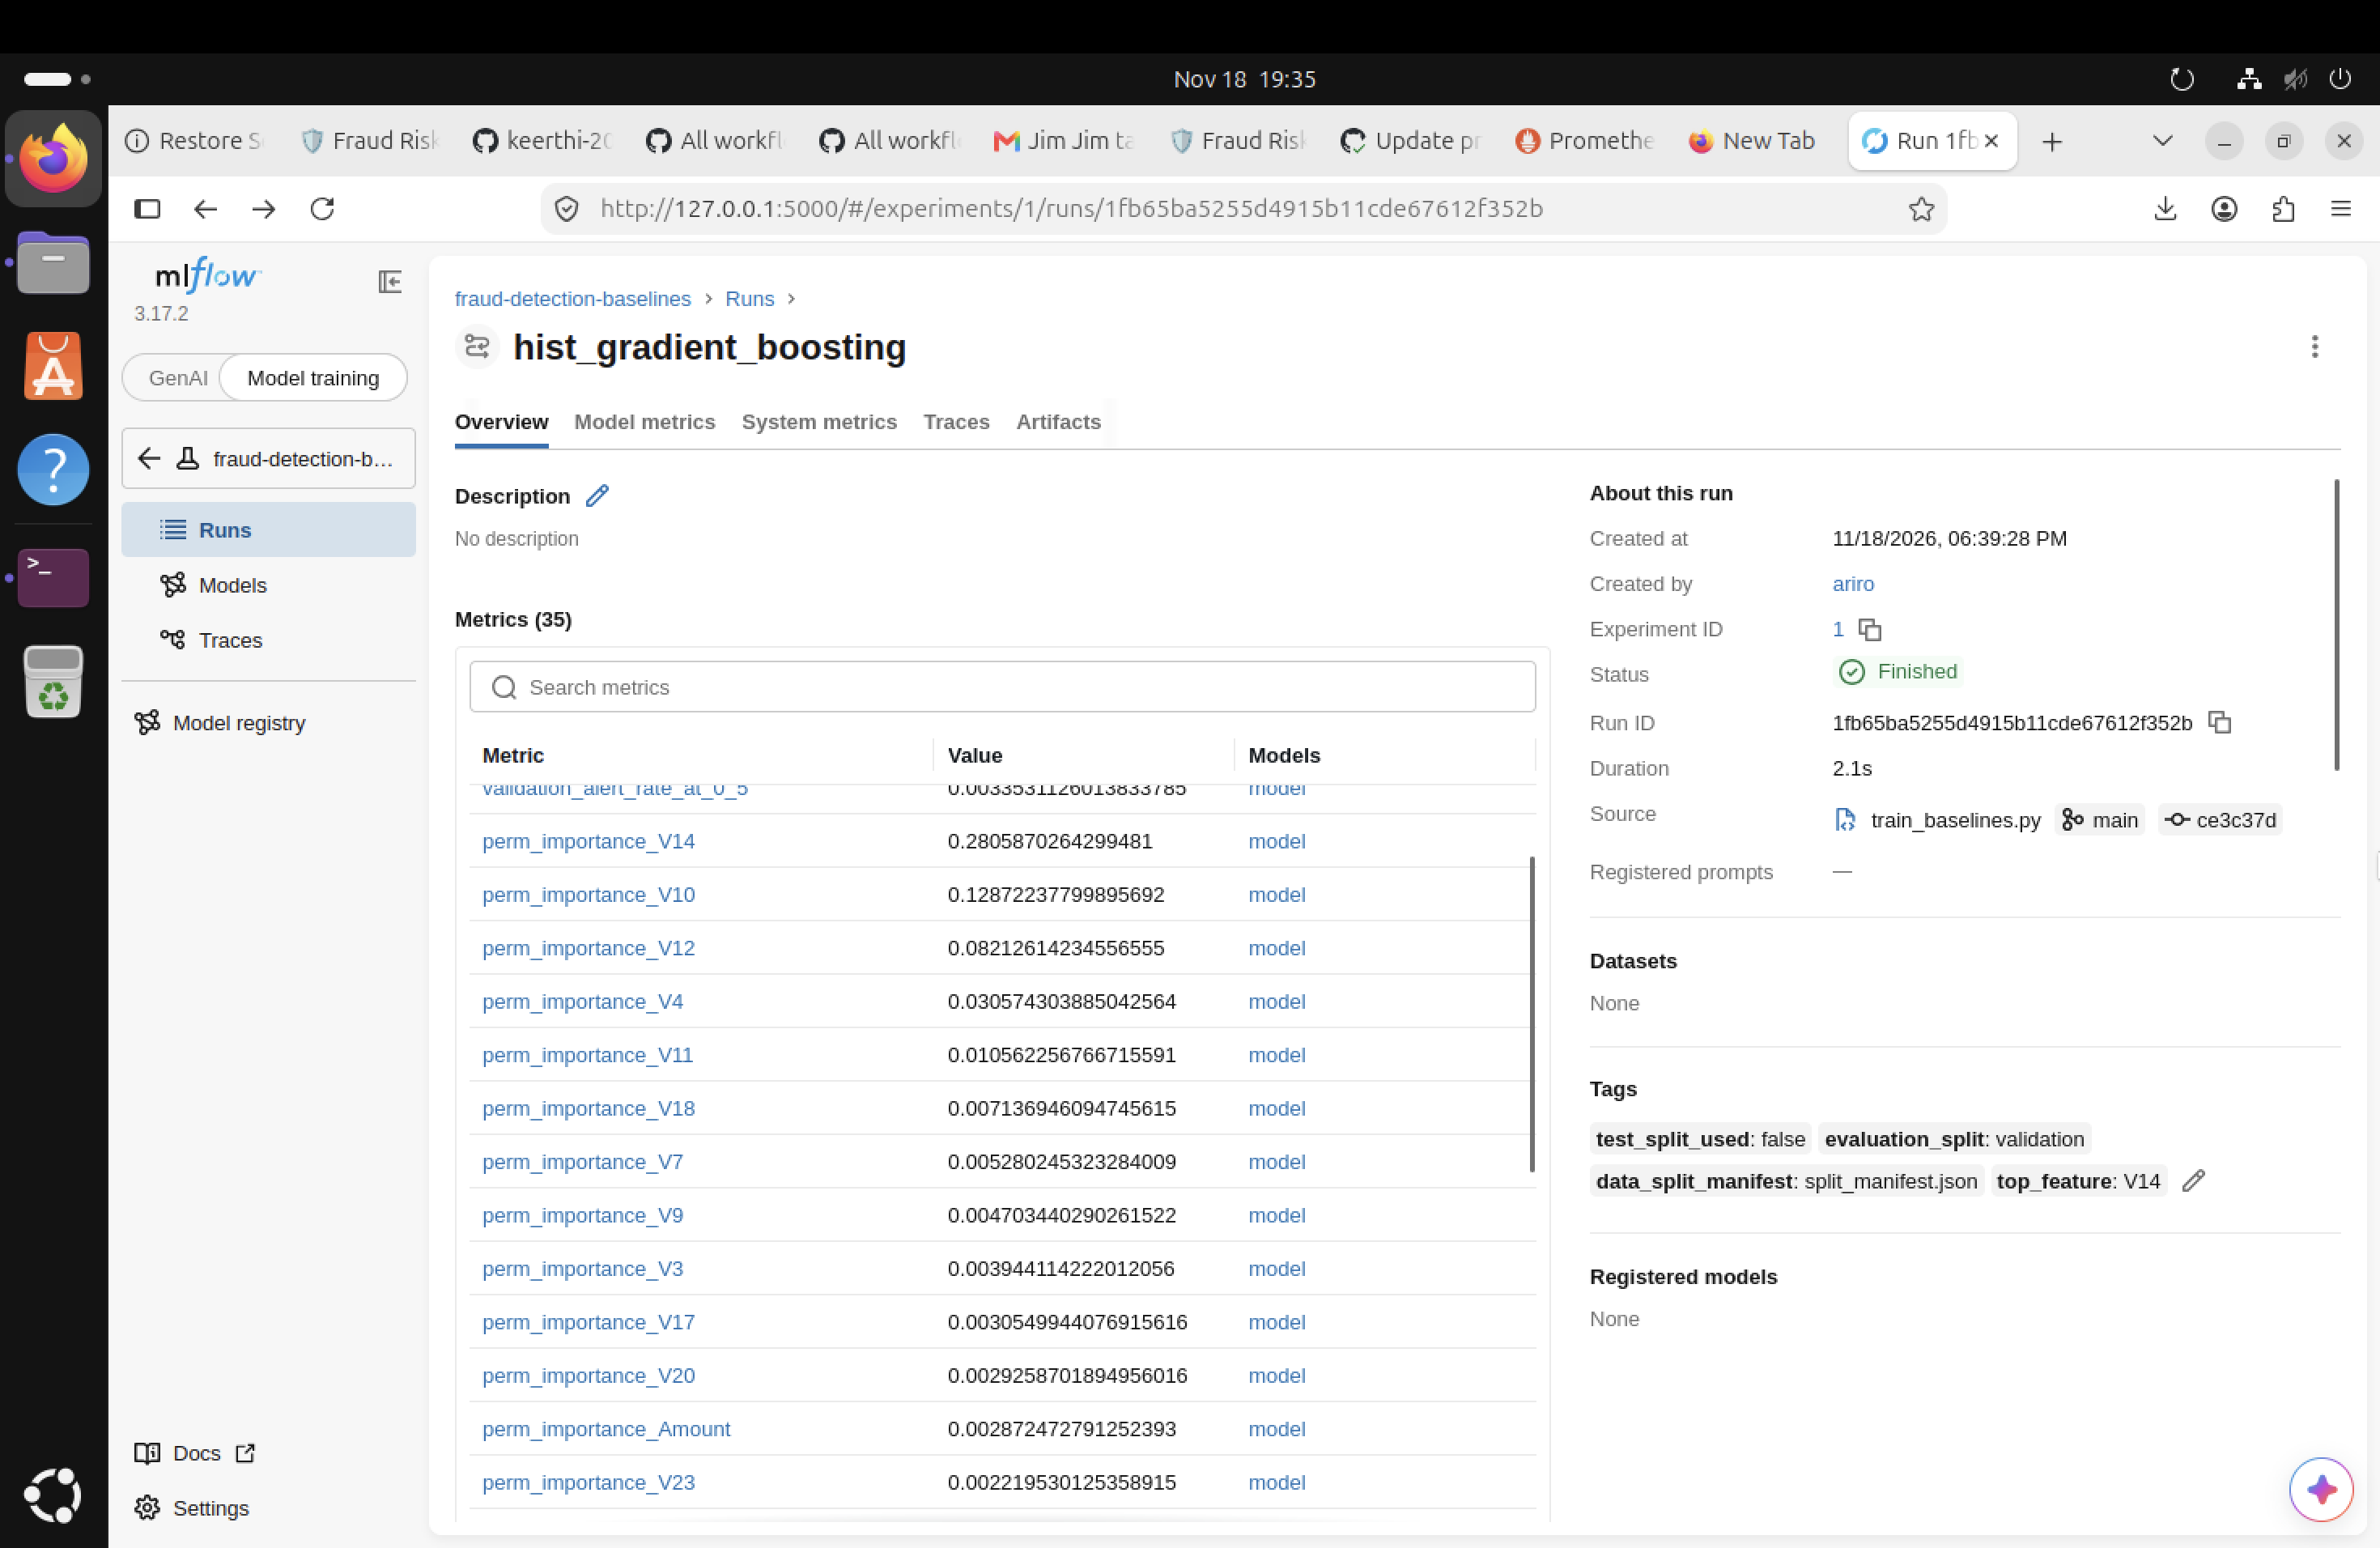 Nov 18 19:35
Restore S
Fraud Risk
keerthi-20
All workfl
All workfl
Jim Jim ta
Fraud Risk
Update pr
Promethe
New Tab
Run 1fb
http://127.0.0.1:5000/#/experiments/1/runs/1fb65ba5255d4915b11cde67612f352b
mlflow
3.17.2
GenAI
Model training
fraud-detection-b...
Runs
Models
Traces
Model registry
Docs
Settings
fraud-detection-baselines > Runs >
hist_gradient_boosting
Overview Model metrics System metrics Traces Artifacts
Description
No description
Metrics (35)
Search metrics
Metric Value Models
validation_alert_rate_at_0_5 0.0033531126013833785 model
perm_importance_V14 0.2805870264299481 model
perm_importance_V10 0.12872237799895692 model
perm_importance_V12 0.08212614234556555 model
perm_importance_V4 0.030574303885042564 model
perm_importance_V11 0.010562256766715591 model
perm_importance_V18 0.007136946094745615 model
perm_importance_V7 0.005280245323284009 model
perm_importance_V9 0.004703440290261522 model
perm_importance_V3 0.003944114222012056 model
perm_importance_V17 0.0030549944076915616 model
perm_importance_V20 0.0029258701894956016 model
perm_importance_Amount 0.002872472791252393 model
perm_importance_V23 0.002219530125358915 model
About this run
Created at 11/18/2026, 06:39:28 PM
Created by ariro
Experiment ID 1
Status Finished
Run ID 1fb65ba5255d4915b11cde67612f352b
Duration 2.1s
Source train_baselines.py main ce3c37d
Registered prompts —
Datasets
None
Tags
test_split_used: false evaluation_split: validation
data_split_manifest: split_manifest.json top_feature: V14
Registered models
None